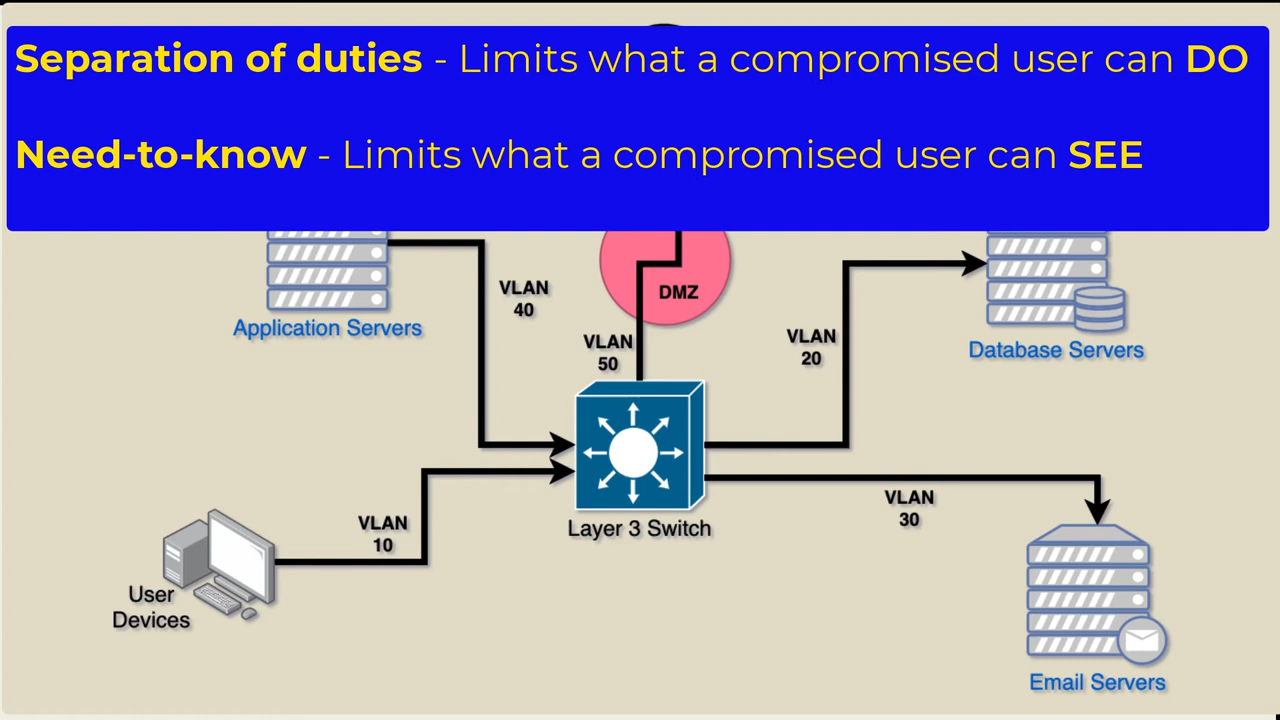 Separation of duties - Limits what a compromised user can DO
Need-to-know - Limits what a compromised user can SEE
VLAN
40
DMZ
Application Servers
VLAN
50
VLAN
20
Database Servers
VLAN
30
VLAN
10
Layer 3 Switch
User
Devices
Email Servers